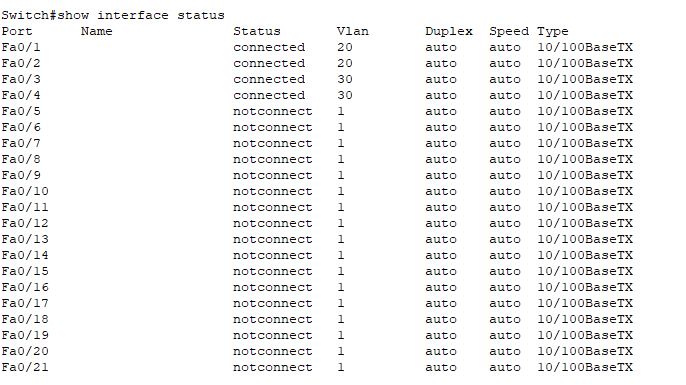 Switch#show interface status
Port      Name               Status       Vlan       Duplex  Speed Type
Fa0/1                        connected    20         auto    auto  10/100BaseTX
Fa0/2                        connected    20         auto    auto  10/100BaseTX
Fa0/3                        connected    30         auto    auto  10/100BaseTX
Fa0/4                        connected    30         auto    auto  10/100BaseTX
Fa0/5                        notconnect   1          auto    auto  10/100BaseTX
Fa0/6                        notconnect   1          auto    auto  10/100BaseTX
Fa0/7                        notconnect   1          auto    auto  10/100BaseTX
Fa0/8                        notconnect   1          auto    auto  10/100BaseTX
Fa0/9                        notconnect   1          auto    auto  10/100BaseTX
Fa0/10                       notconnect   1          auto    auto  10/100BaseTX
Fa0/11                       notconnect   1          auto    auto  10/100BaseTX
Fa0/12                       notconnect   1          auto    auto  10/100BaseTX
Fa0/13                       notconnect   1          auto    auto  10/100BaseTX
Fa0/14                       notconnect   1          auto    auto  10/100BaseTX
Fa0/15                       notconnect   1          auto    auto  10/100BaseTX
Fa0/16                       notconnect   1          auto    auto  10/100BaseTX
Fa0/17                       notconnect   1          auto    auto  10/100BaseTX
Fa0/18                       notconnect   1          auto    auto  10/100BaseTX
Fa0/19                       notconnect   1          auto    auto  10/100BaseTX
Fa0/20                       notconnect   1          auto    auto  10/100BaseTX
Fa0/21                       notconnect   1          auto    auto  10/100BaseTX